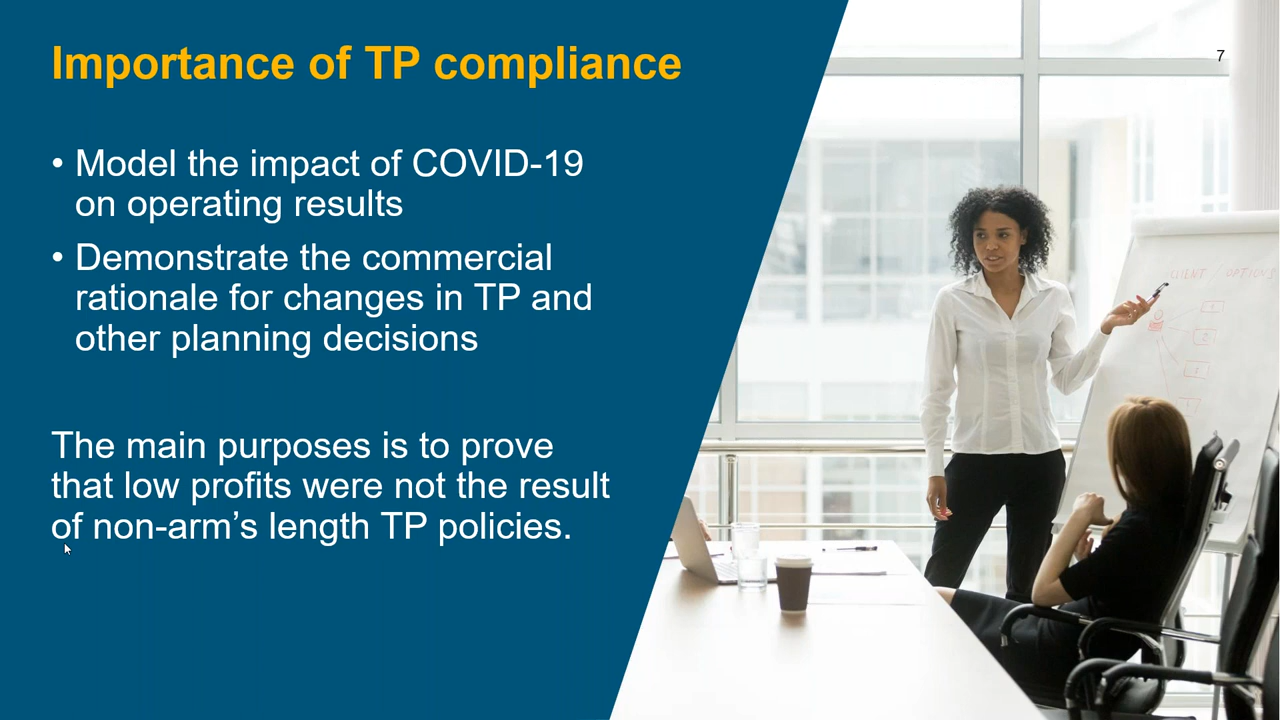 Importance of TP compliance
7
• Model the impact of COVID-19
on operating results
• Demonstrate the commercial
rationale for changes in TP and
other planning decisions
The main purposes is to prove
that low profits were not the result
of non-arm’s length TP policies.
CLIENT / OPTIONS